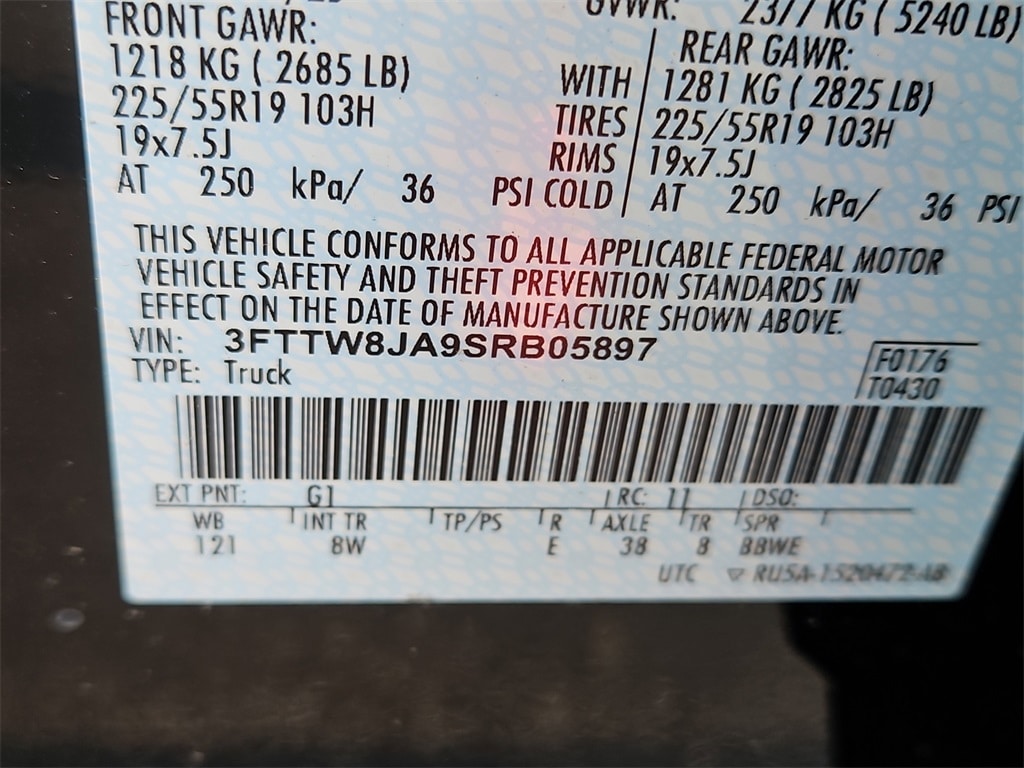 FRONT GAWR:
1218 KG ( 2685 LB)
225/55R19 103H
19x7.5J
AT 250 kPa/ 36 PSI COLD
WITH
TIRES
RIMS
GVWR: 2377 KG ( 5240 LB)
REAR GAWR:
1281 KG ( 2825 LB)
225/55R19 103H
19x7.5J
AT 250 kPa/ 36 PSI
THIS VEHICLE CONFORMS TO ALL APPLICABLE FEDERAL MOTOR
VEHICLE SAFETY AND THEFT PREVENTION STANDARDS IN
EFFECT ON THE DATE OF MANUFACTURE SHOWN ABOVE.
VIN: 3FTTW8JA9SRB05897
TYPE: Truck
F0176
T0430
EXT PNT: G1 RC: 11 DSO:
WB INT TR TP/PS R AXLE TR SPR
121 8W E 38 8 BBWE
UTC